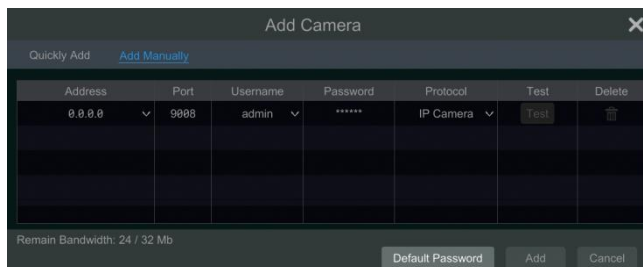 Add Camera
Quickly Add Add Manually
Address Port Username Password Protocol Test Delete
0.0.0.0 9008 admin ****** IP Camera Test
Remain Bandwidth: 24 / 32 Mb
Default Password Add Cancel